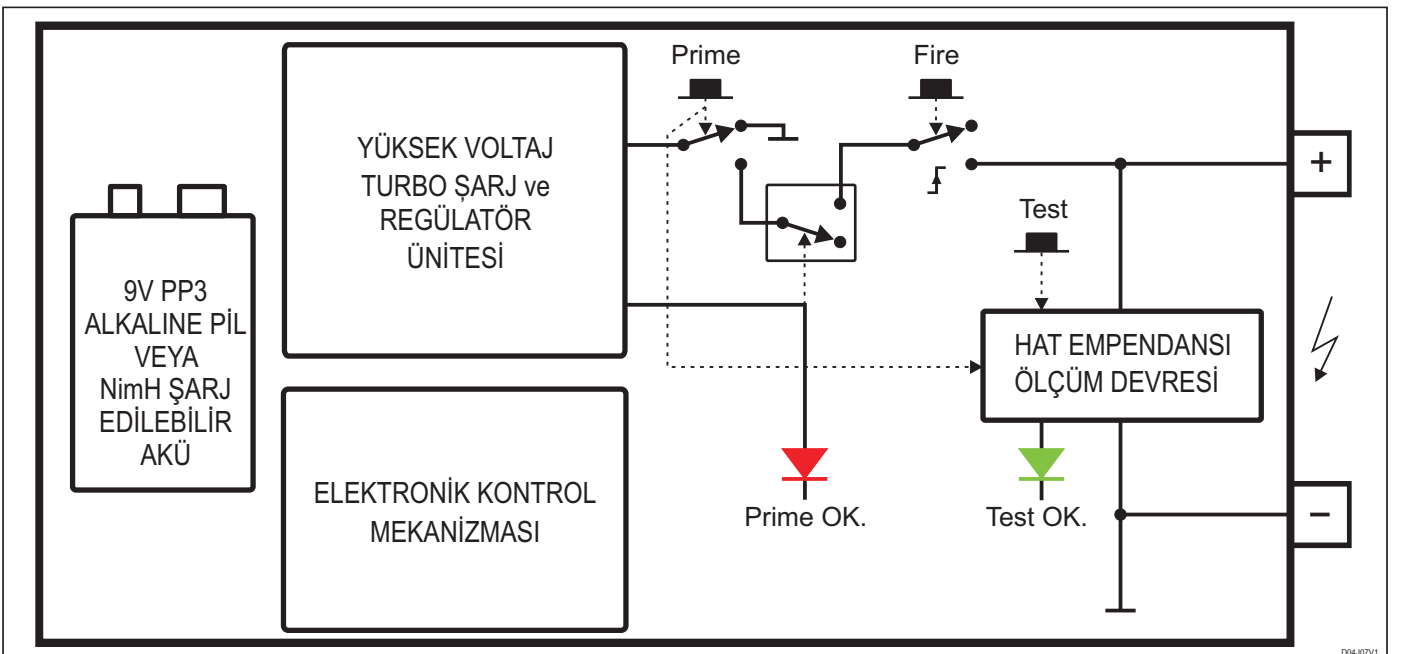 9V PP3
ALKALINE PİL
VEYA
NimH ŞARJ
EDİLEBİLİR
AKÜ
YÜKSEK VOLTAJ
TURBO ŞARJ ve
REGÜLATÖR
ÜNİTESİ
ELEKTRONİK KONTROL
MEKANİZMASI
Prime
Fire
Test
HAT EMPENDANSI
ÖLÇÜM DEVRESİ
Prime OK.
Test OK.
+
−
D04J07V1